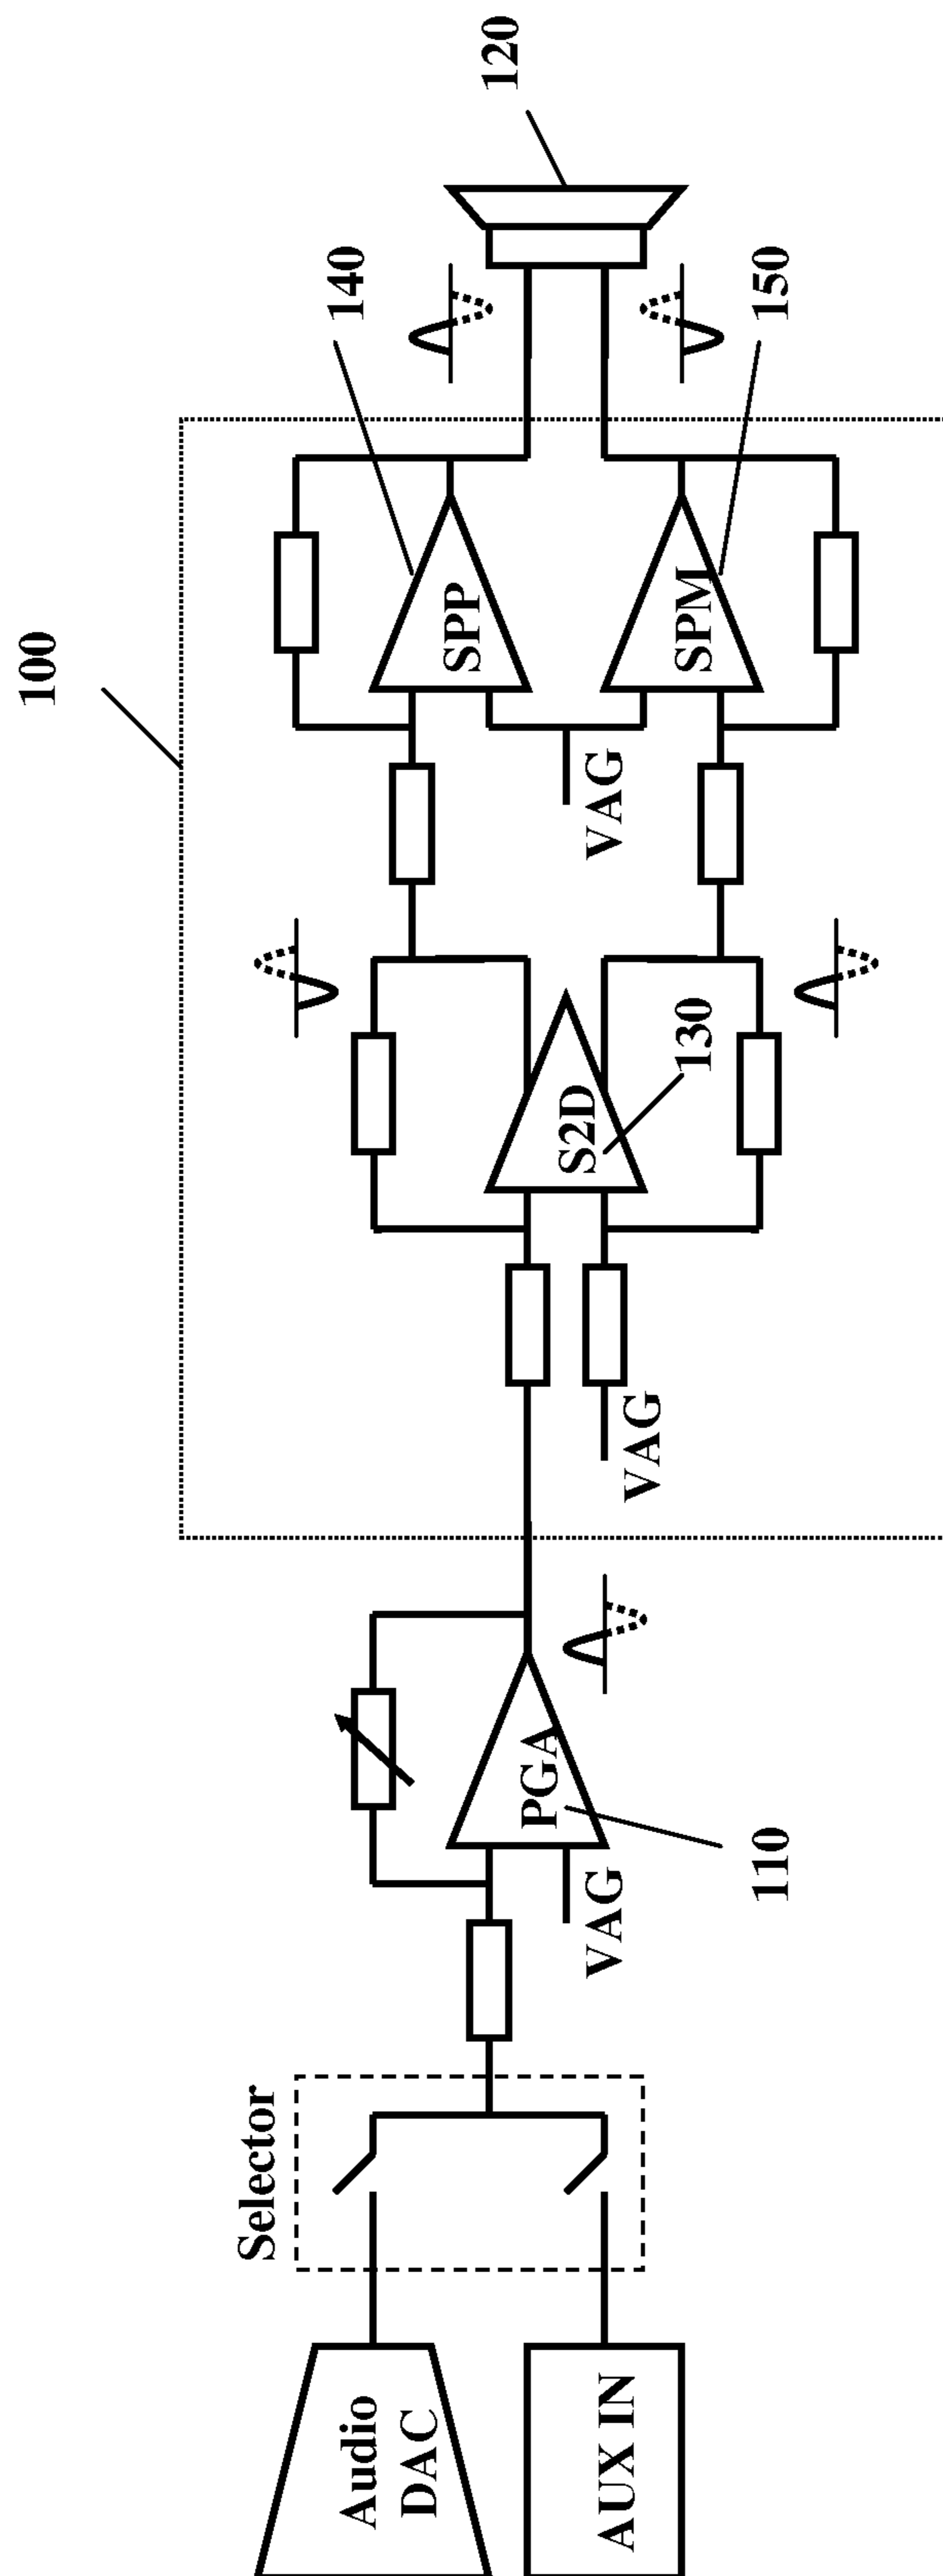 100
Selector
Audio
DAC
AUX IN
PGA
VAG
110
VAG
S2D
130
VAG
SPP
140
SPM
150
120